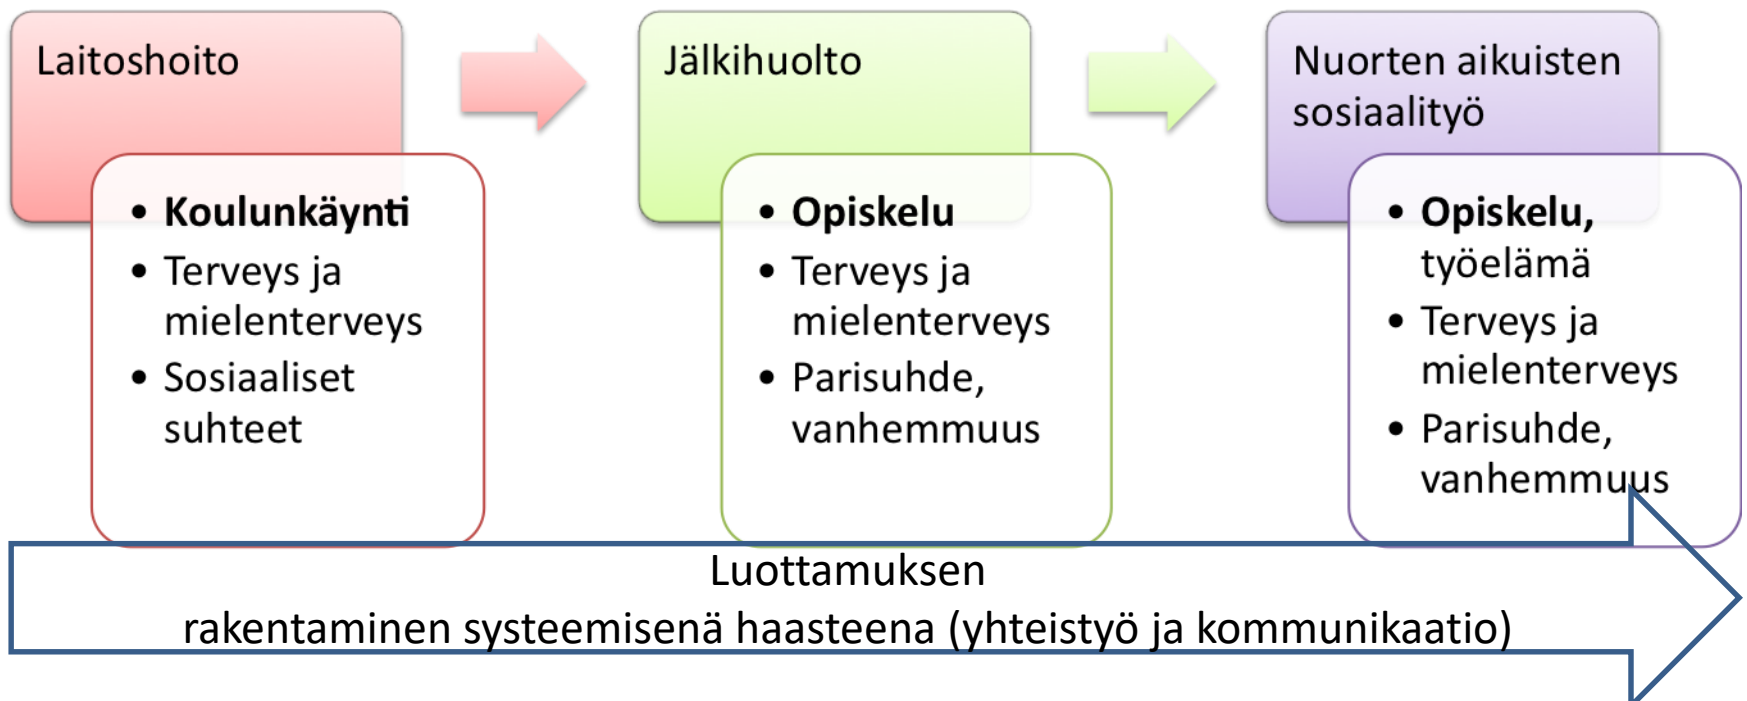 Laitoshoito
• Koulunkäynti
• Terveys ja
mielenterveys
• Sosiaaliset
suhteet
Jälkihuolto
• Opiskelu
• Terveys ja
mielenterveys
• Parisuhde,
vanhemmuus
Nuorten aikuisten
sosiaalityö
• Opiskelu,
työelämä
• Terveys ja
mielenterveys
• Parisuhde,
vanhemmuus
Luottamuksen
rakentaminen systeemisenä haasteena (yhteistyö ja kommunikaatio)